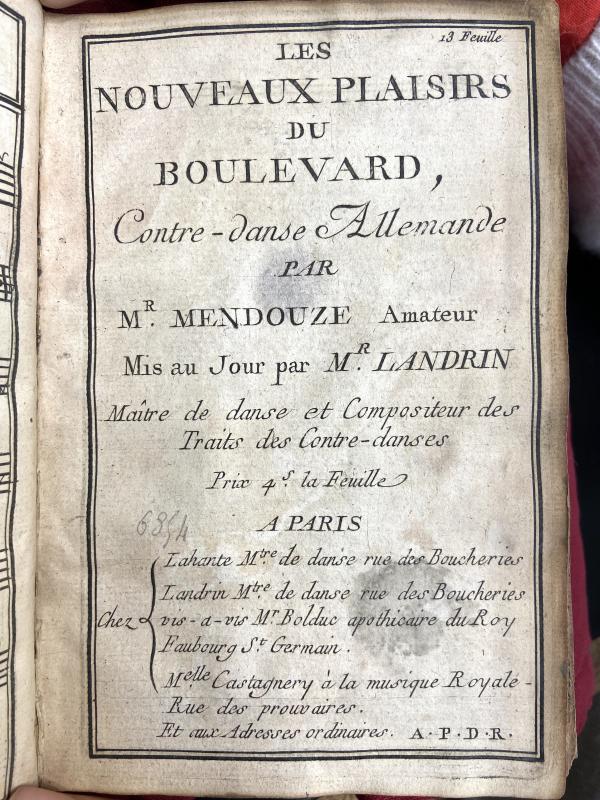 13 Feuille
LES
NOUVEAUX PLAISIRS
DU
BOULEVARD,
Contre-danse Allemande
PAR
MR. MENDOUZE Amateur
Mis au Jour par MR. LANDRIN
Maître de danse et Compositeur des
Traits des Contre-danses
Prix 4s. la Feuille
A PARIS
6854
Lahante Mtre. de danse rue des Boucheries
Landrin Mtre. de danse rue des Boucheries
Chez vis-a-vis Mr Bolduc apothicaire du Roy
Faubourg St Germain.
Melle Castagnery à la musique Royale-
Rue des prouvaires.
Et aux Adresses ordinaires. A.P.D.R.